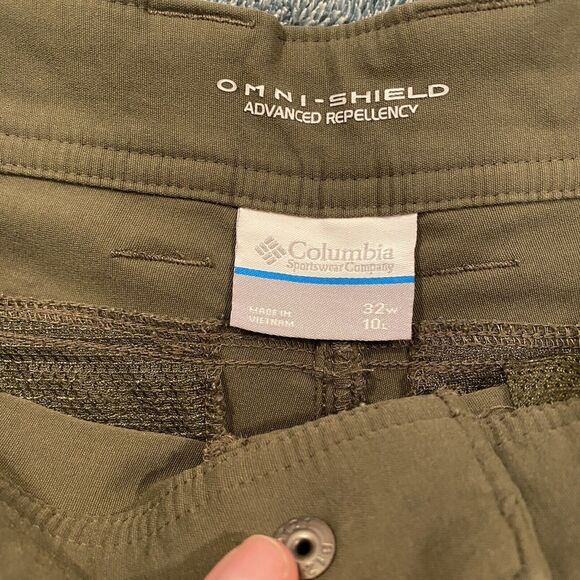 OMNI-SHIELD
ADVANCED REPELLENCY
Columbia
Sportswear Company
MADE IN
VIETNAM
32W
10L